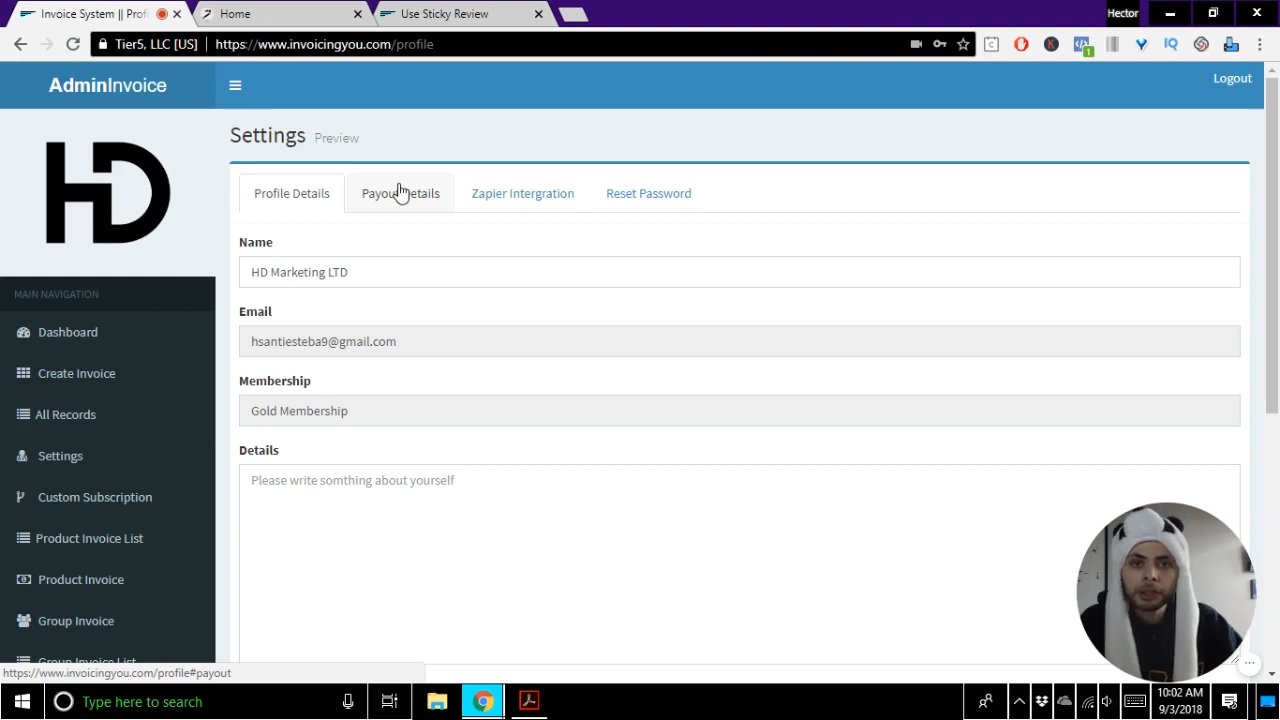 Invoice System || Profi
Home
Use Sticky Review
Hector
Tier5, LLC [US]
https://www.invoicingyou.com/profile
AdminInvoice
Logout
HD
Settings Preview
Profile Details
Payout Details
Zapier Intergration
Reset Password
Name
HD Marketing LTD
Email
hsantiesteba9@gmail.com
Membership
Gold Membership
Details
Please write somthing about yourself
MAIN NAVIGATION
Dashboard
Create Invoice
All Records
Settings
Custom Subscription
Product Invoice List
Product Invoice
Group Invoice
Group Invoice List
https://www.invoicingyou.com/profile#payout
Type here to search
10:02 AM
9/3/2018